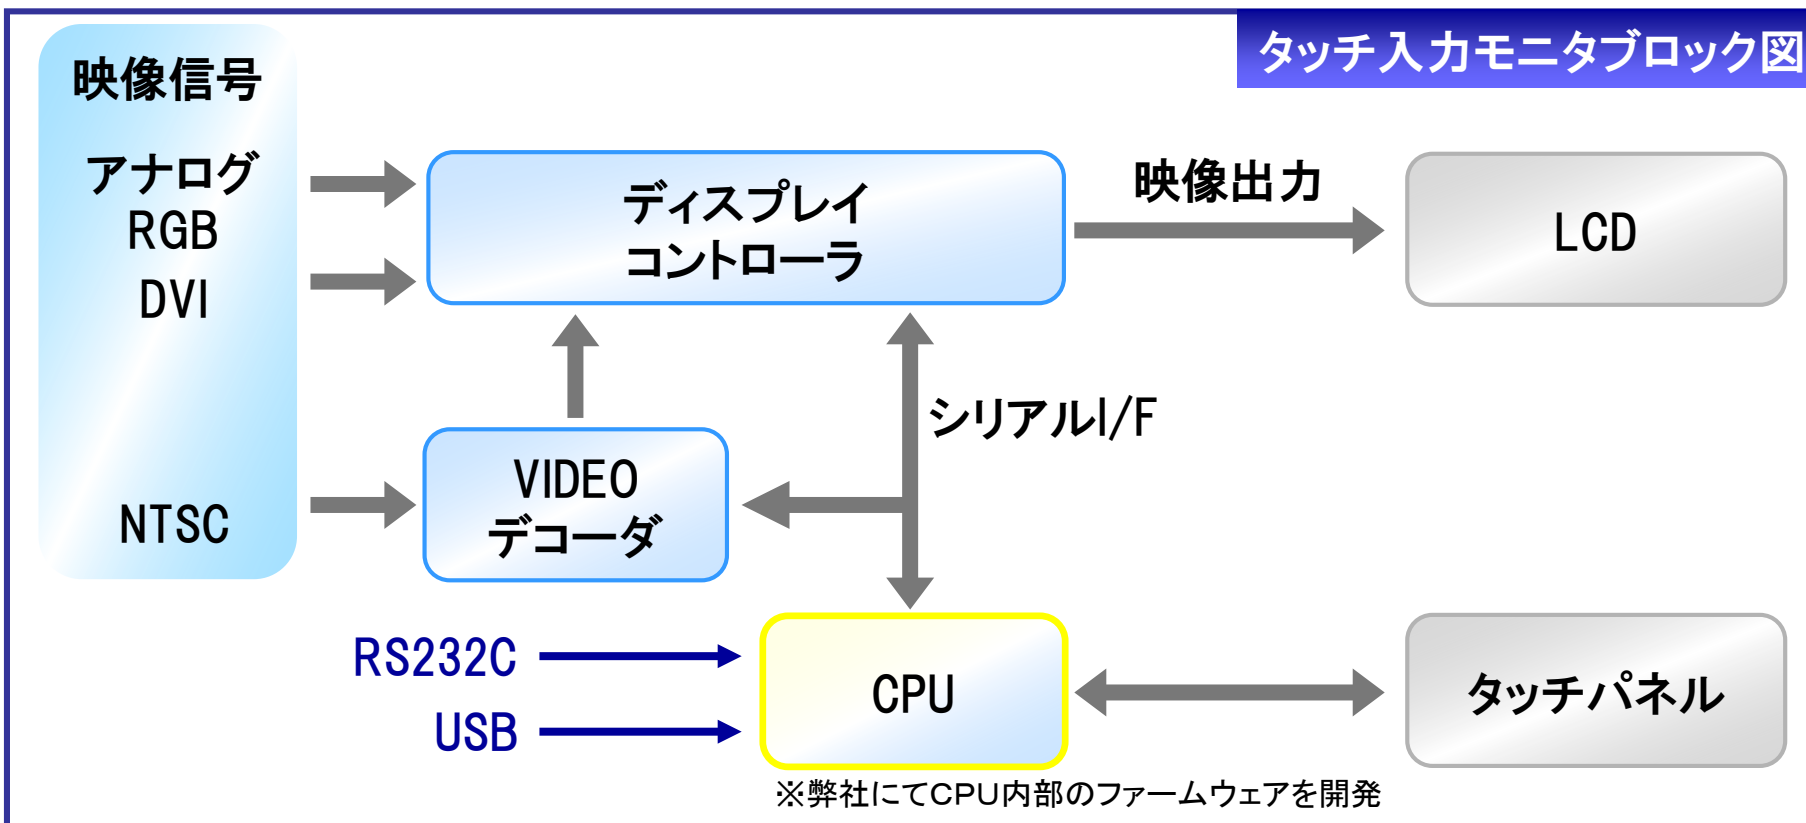 タッチ入力モニタブロック図
映像信号
アナログ
RGB
DVI
NTSC
ディスプレイ
コントローラ
映像出力
LCD
シリアルI/F
VIDEO
デコーダ
RS232C
USB
CPU
タッチパネル
※弊社にてCPU内部のファームウェアを開発